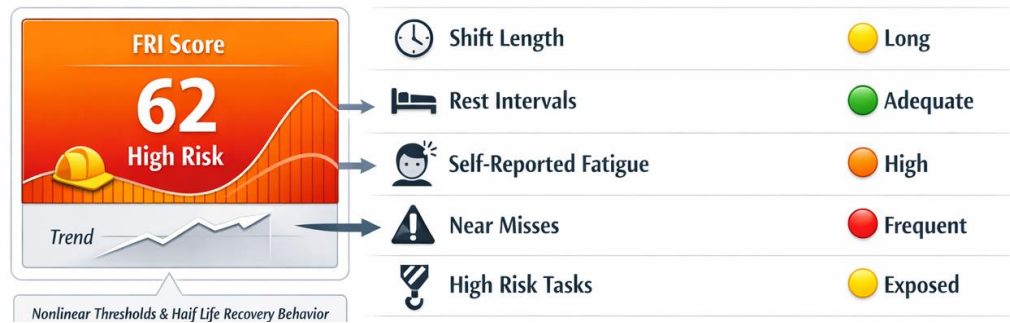 FRI Score
62
High Risk
Trend
Nonlinear Thresholds & Half Life Recovery Behavior
Shift Length
Long
Rest Intervals
Adequate
Self-Reported Fatigue
High
Near Misses
Frequent
High Risk Tasks
Exposed